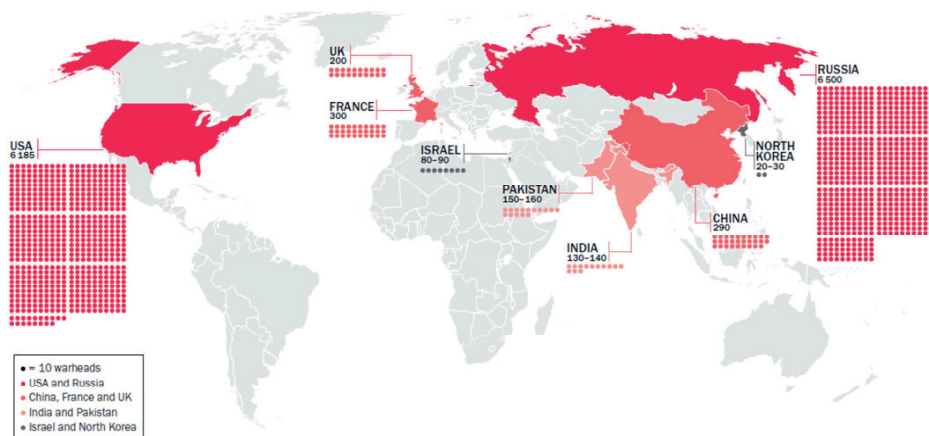 UK
200
RUSSIA
6 500
FRANCE
300
USA
6 185
ISRAEL
80–90
NORTH
KOREA
20–30
PAKISTAN
150–160
CHINA
290
INDIA
130–140
= 10 warheads
USA and Russia
China, France and UK
India and Pakistan
Israel and North Korea